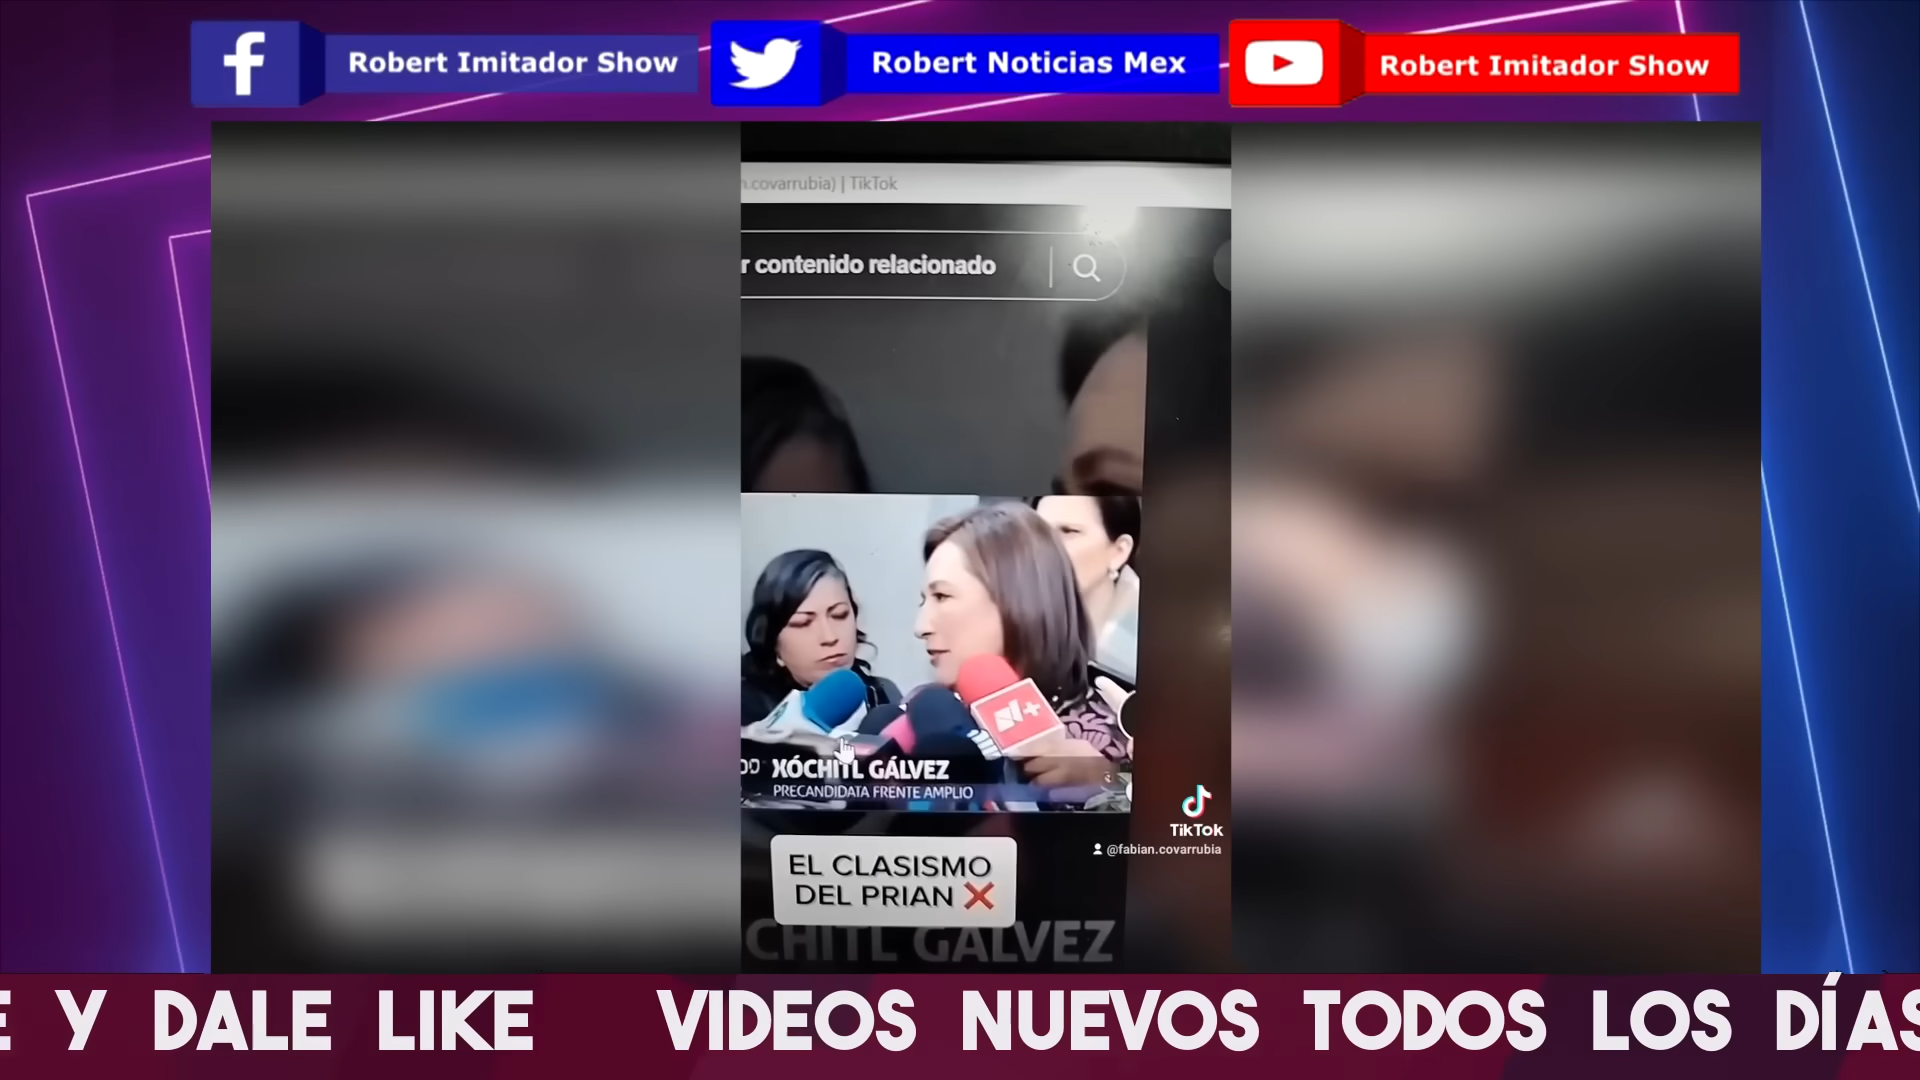 Robert Imitador Show
Robert Noticias Mex
Robert Imitador Show
n.covarrubia) | TikTok
r contenido relacionado
XÓCHITL GÁLVEZ
PRECANDIDATA FRENTE AMPLIO
TikTok
@fabian.covarrubia
EL CLASISMO
DEL PRIAN ❌
CHITL GÁLVEZ
E Y DALE LIKE VIDEOS NUEVOS TODOS LOS DÍAS